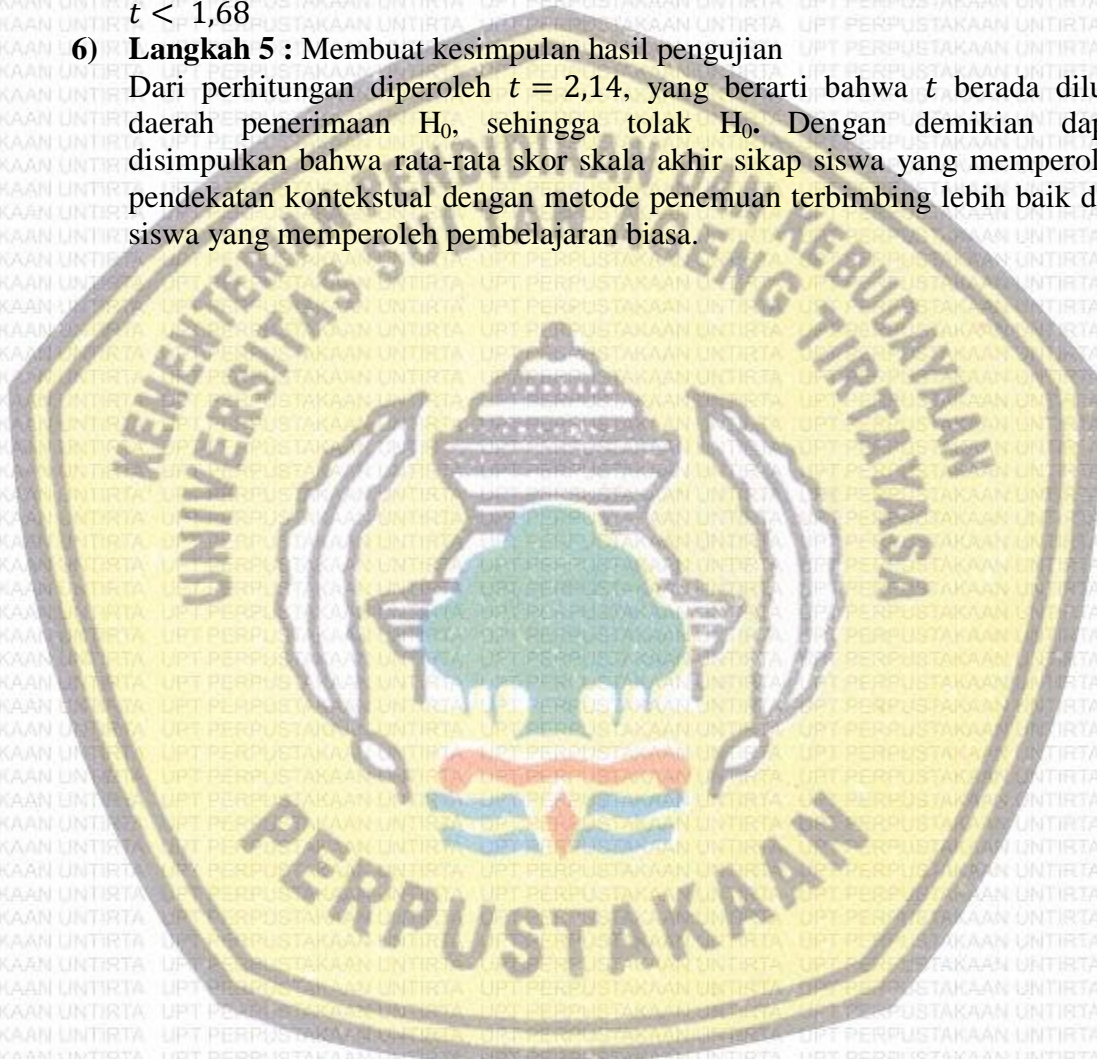 t < 1,68
6) Langkah 5 : Membuat kesimpulan hasil pengujian
Dari perhitungan diperoleh t = 2,14, yang berarti bahwa t berada dilu
daerah penerimaan H₀, sehingga tolak H₀. Dengan demikian dap
disimpulkan bahwa rata-rata skor skala akhir sikap siswa yang memperol
pendekatan kontekstual dengan metode penemuan terbimbing lebih baik d
siswa yang memperoleh pembelajaran biasa.
KEMENTERIAN PENDIDIKAN DAN KEBUDAYAAN
UNIVERSITAS SULTAN AGENG TIRTAYASA
PERPUSTAKAAN